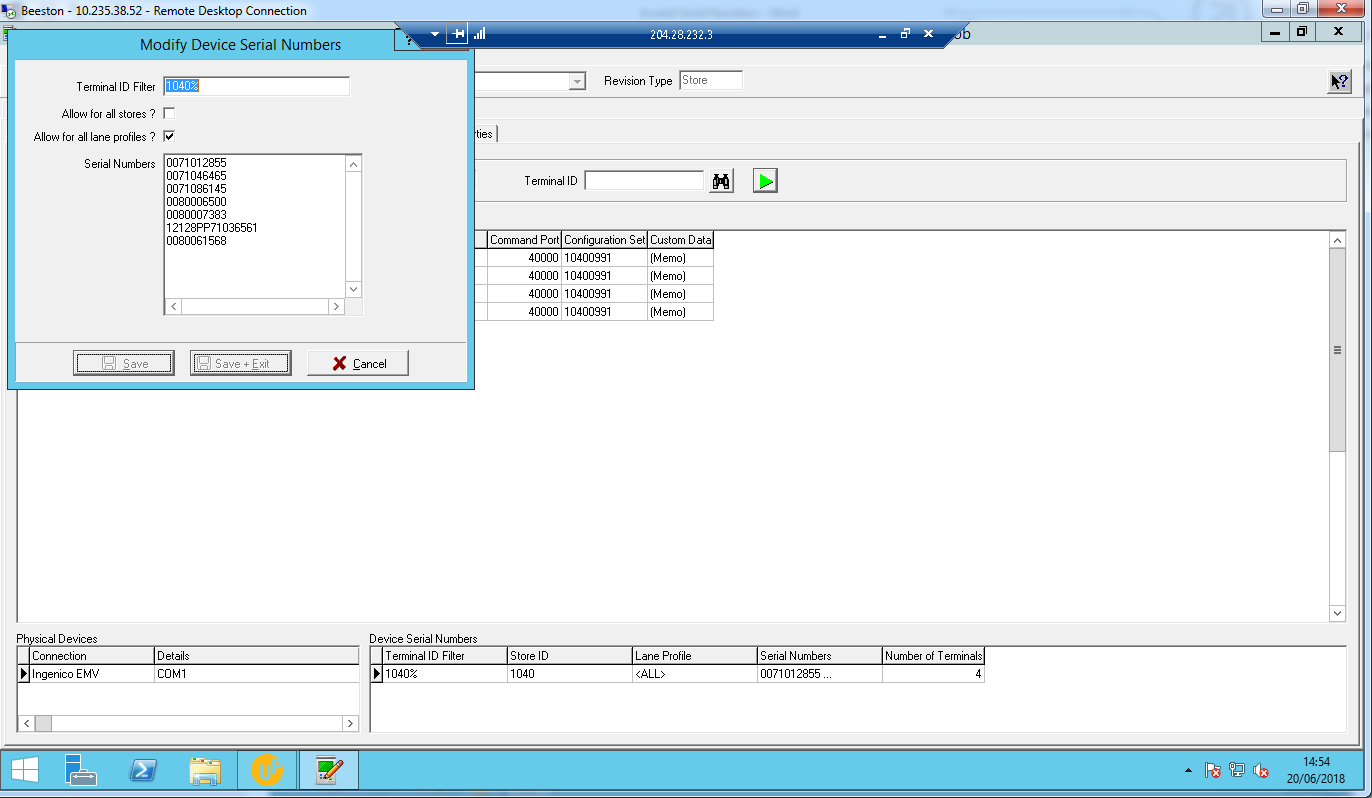 Beeston - 10.235.38.52 - Remote Desktop Connection
204.28.232.3
Modify Device Serial Numbers
Terminal ID Filter 1040%
Allow for all stores ?
Allow for all lane profiles ?
Serial Numbers
0071012855
0071046465
0071086145
0080006500
0080007383
12128PP71036561
0080061568
Save
Save + Exit
Cancel
Revision Type Store
Terminal ID
Command Port Configuration Set Custom Data
40000 10400991 (Memo)
40000 10400991 (Memo)
40000 10400991 (Memo)
40000 10400991 (Memo)
Physical Devices
Connection Details
Ingenico EMV COM1
Device Serial Numbers
Terminal ID Filter Store ID Lane Profile Serial Numbers Number of Terminals
1040% 1040 <ALL> 0071012855 ... 4
14:54
20/06/2018